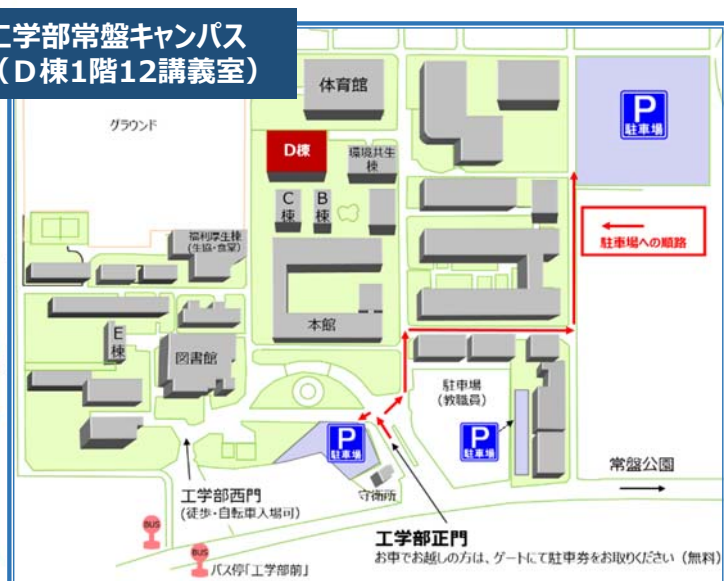 工学部常盤キャンパス
（D棟1階12講義室）
体育館
P
駐車場
グラウンド
D棟
環境共生
棟
C
棟
B
棟
福利厚生棟
(生協・食堂)
駐車場への順路
本館
E
棟
図書館
駐車場
(教職員)
P
駐車場
P
駐車場
常盤公園
守衛所
工学部西門
(徒歩・自転車入場可)
工学部正門
お車でお越しの方は、ゲートにて駐車券をお取りください（無料）
BUS
BUS
バス停「工学部前」